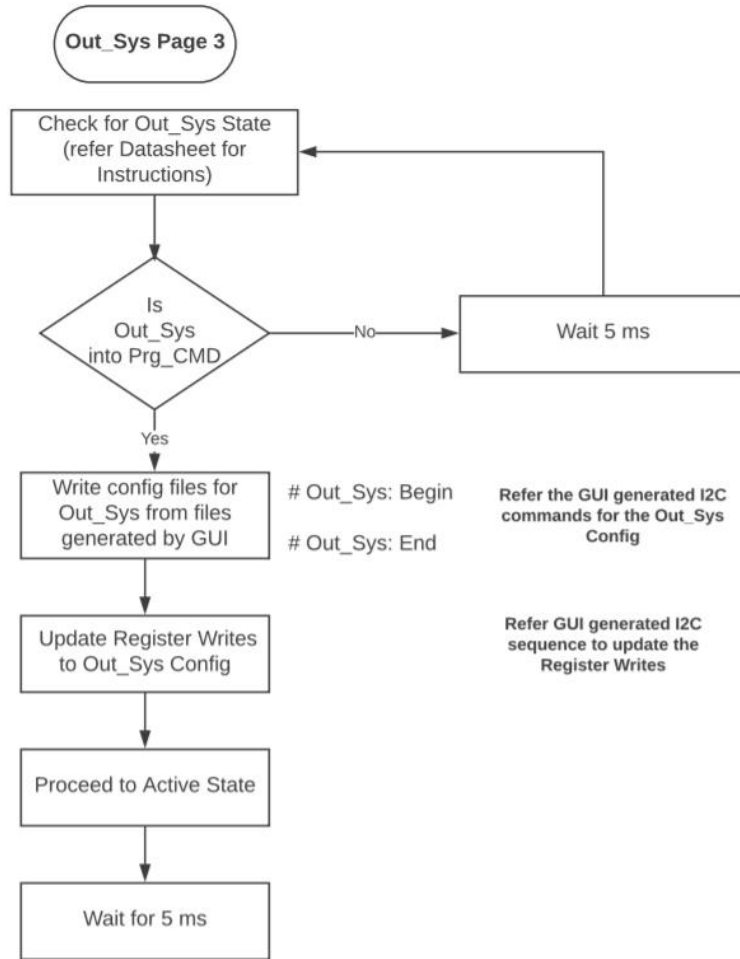 Out_Sys Page 3
Check for Out_Sys State
(refer Datasheet for
Instructions)
Is
Out_Sys
into Prg_CMD
No
Wait 5 ms
Yes
Write config files for
Out_Sys from files
generated by GUI
# Out_Sys: Begin
# Out_Sys: End
Refer the GUI generated I2C
commands for the Out_Sys
Config
Update Register Writes
to Out_Sys Config
Refer GUI generated I2C
sequence to update the
Register Writes
Proceed to Active State
Wait for 5 ms